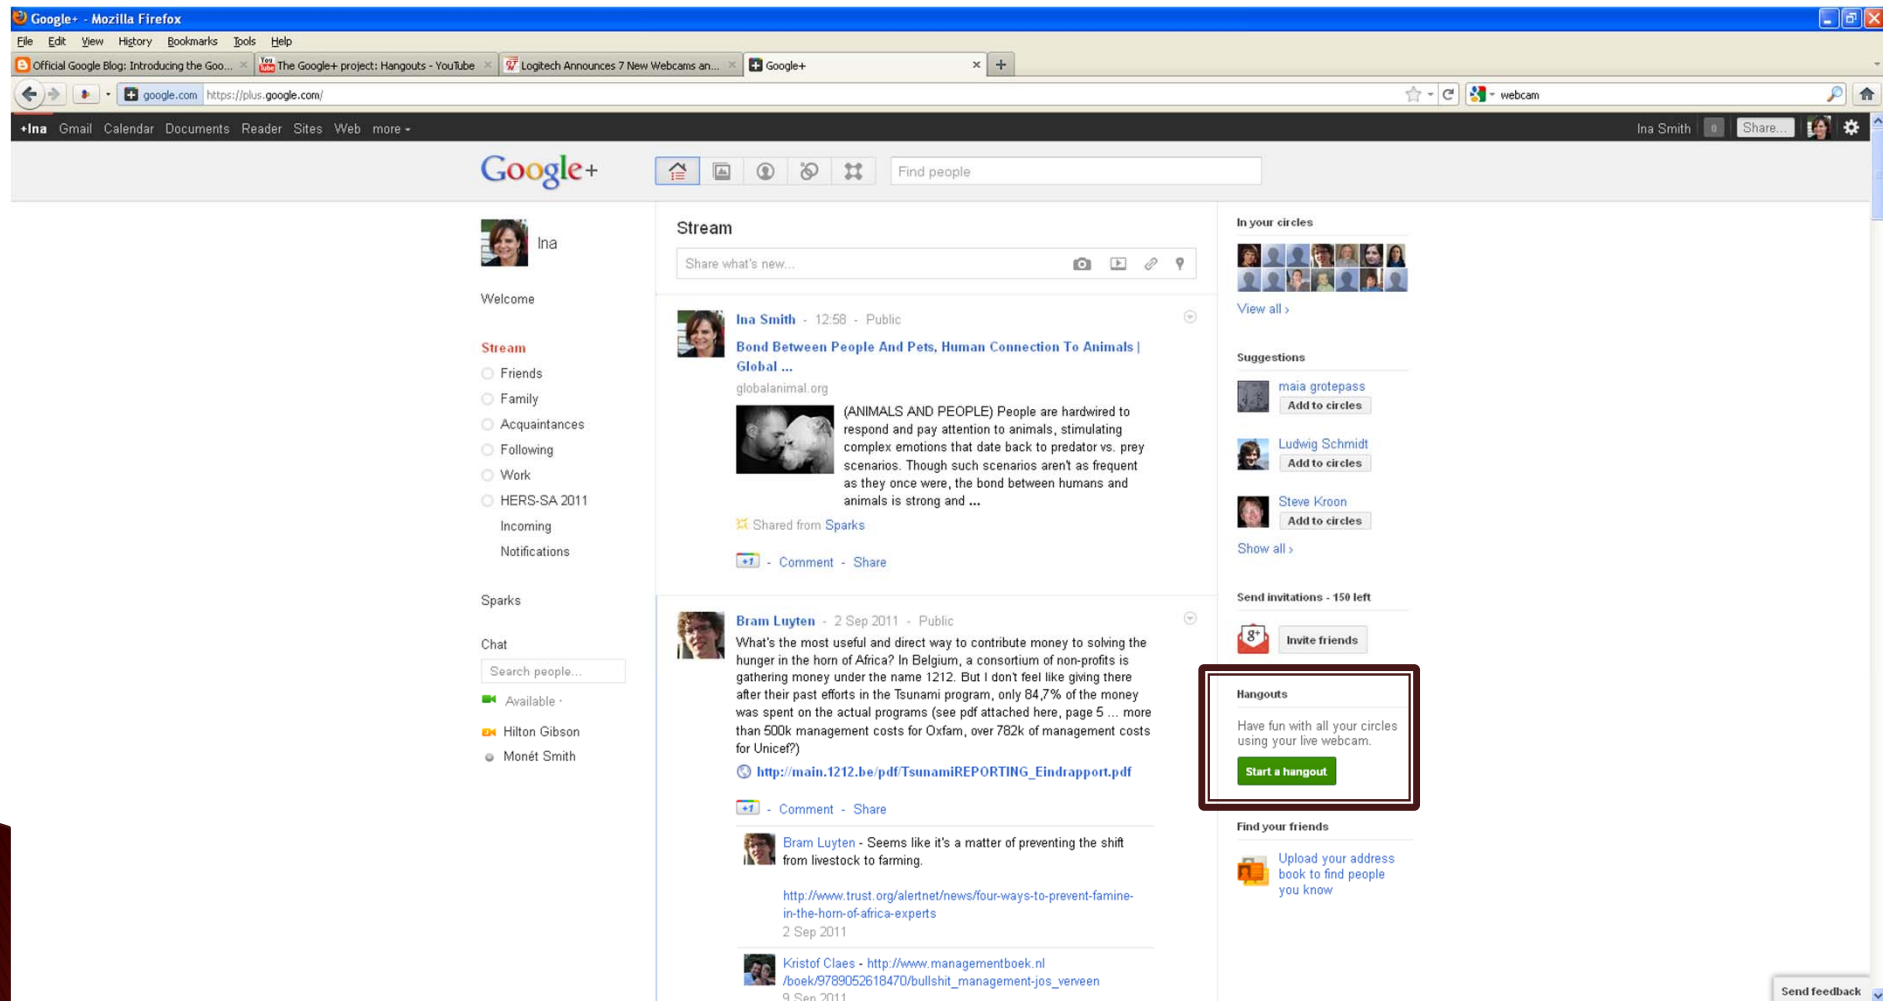 Google+ - Mozilla Firefox
File Edit View History Bookmarks Tools Help
Official Google Blog: Introducing the Goo... The Google+ project: Hangouts - YouTube Logitech Announces 7 New Webcams an... Google+
google.com https://plus.google.com/ webcam
+Ina Gmail Calendar Documents Reader Sites Web more Ina Smith 0 Share...
Google+ Find people
Ina
Welcome
Stream
Friends
Family
Acquaintances
Following
Work
HERS-SA 2011
Incoming
Notifications
Sparks
Chat
Search people...
Available
Hilton Gibson
Monét Smith
Stream
Share what's new...
Ina Smith - 12:58 - Public
Bond Between People And Pets, Human Connection To Animals |
Global ...
globalanimal.org
(ANIMALS AND PEOPLE) People are hardwired to
respond and pay attention to animals, stimulating
complex emotions that date back to predator vs. prey
scenarios. Though such scenarios aren't as frequent
as they once were, the bond between humans and
animals is strong and ...
Shared from Sparks
+1 - Comment - Share
Bram Luyten - 2 Sep 2011 - Public
What's the most useful and direct way to contribute money to solving the
hunger in the horn of Africa? In Belgium, a consortium of non-profits is
gathering money under the name 1212. But I don't feel like giving there
after their past efforts in the Tsunami program, only 84,7% of the money
was spent on the actual programs (see pdf attached here, page 5 ... more
than 500k management costs for Oxfam, over 782k of management costs
for Unicef?)
http://main.1212.be/pdf/TsunamiREPORTING_Eindrapport.pdf
+1 - Comment - Share
Bram Luyten - Seems like it's a matter of preventing the shift
from livestock to farming.
http://www.trust.org/alertnet/news/four-ways-to-prevent-famine-
in-the-horn-of-africa-experts
2 Sep 2011
Kristof Claes - http://www.managementboek.nl
/boek/9789052618470/bullshit_management-jos_verveen
9 Sep 2011
In your circles
View all ›
Suggestions
maia grotepass
Add to circles
Ludwig Schmidt
Add to circles
Steve Kroon
Add to circles
Show all ›
Send invitations - 150 left
g+ Invite friends
Hangouts
Have fun with all your circles
using your live webcam.
Start a hangout
Find your friends
Upload your address
book to find people
you know
Send feedback